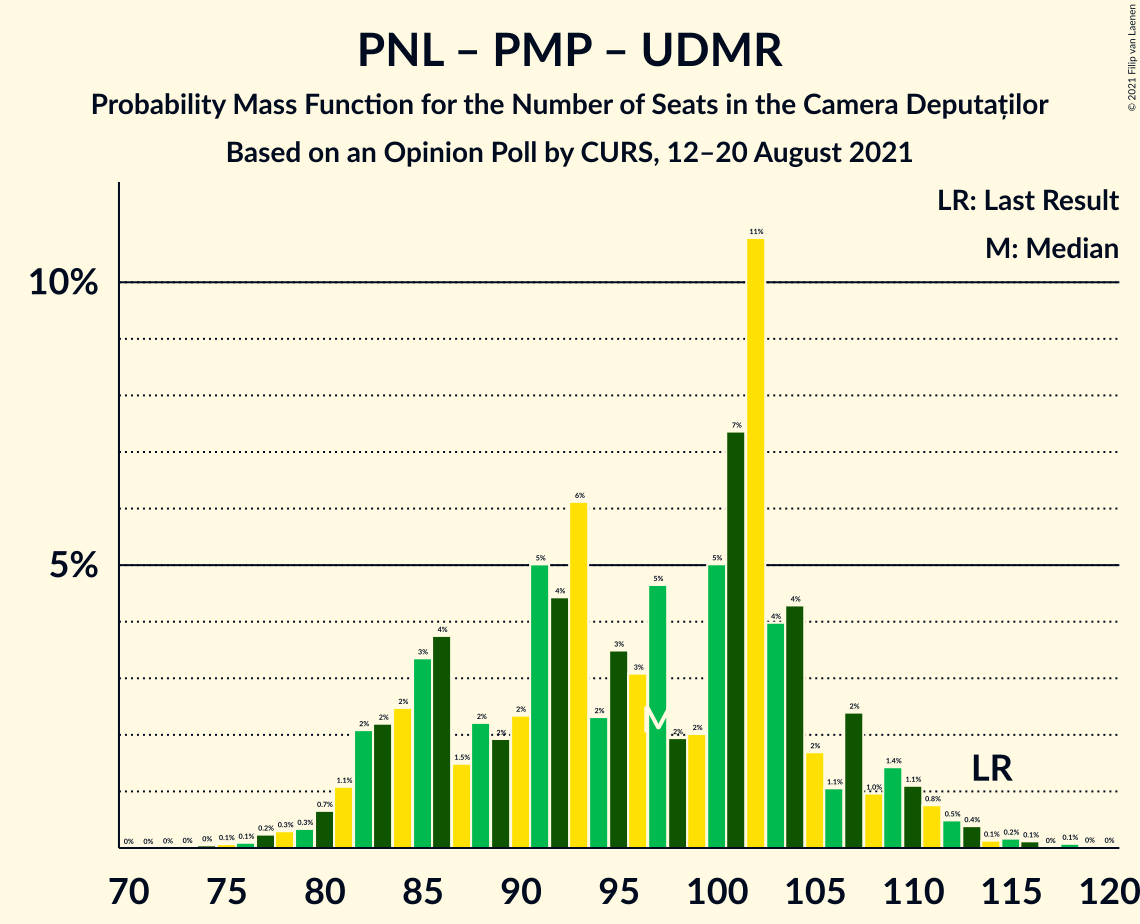 PNL – PMP – UDMR
Probability Mass Function for the Number of Seats in the Camera Deputaților
Based on an Opinion Poll by CURS, 12–20 August 2021
© 2021 Filip van Laenen
LR: Last Result
M: Median
10%
5%
0% 0% 0% 0% 0% 0.1% 0.1% 0.2% 0.3% 0.3% 0.7% 1.1% 2% 2% 2% 3% 4% 1.5% 2% 2% 2% 5% 4% 6% 2% 3% 3% 5% 2% 2% 5% 7% 11% 4% 4% 2% 1.1% 2% 1.0% 1.4% 1.1% 0.8% 0.5% 0.4% 0.1% 0.2% 0.1% 0% 0.1% 0% 0%
M
LR
70 75 80 85 90 95 100 105 110 115 120